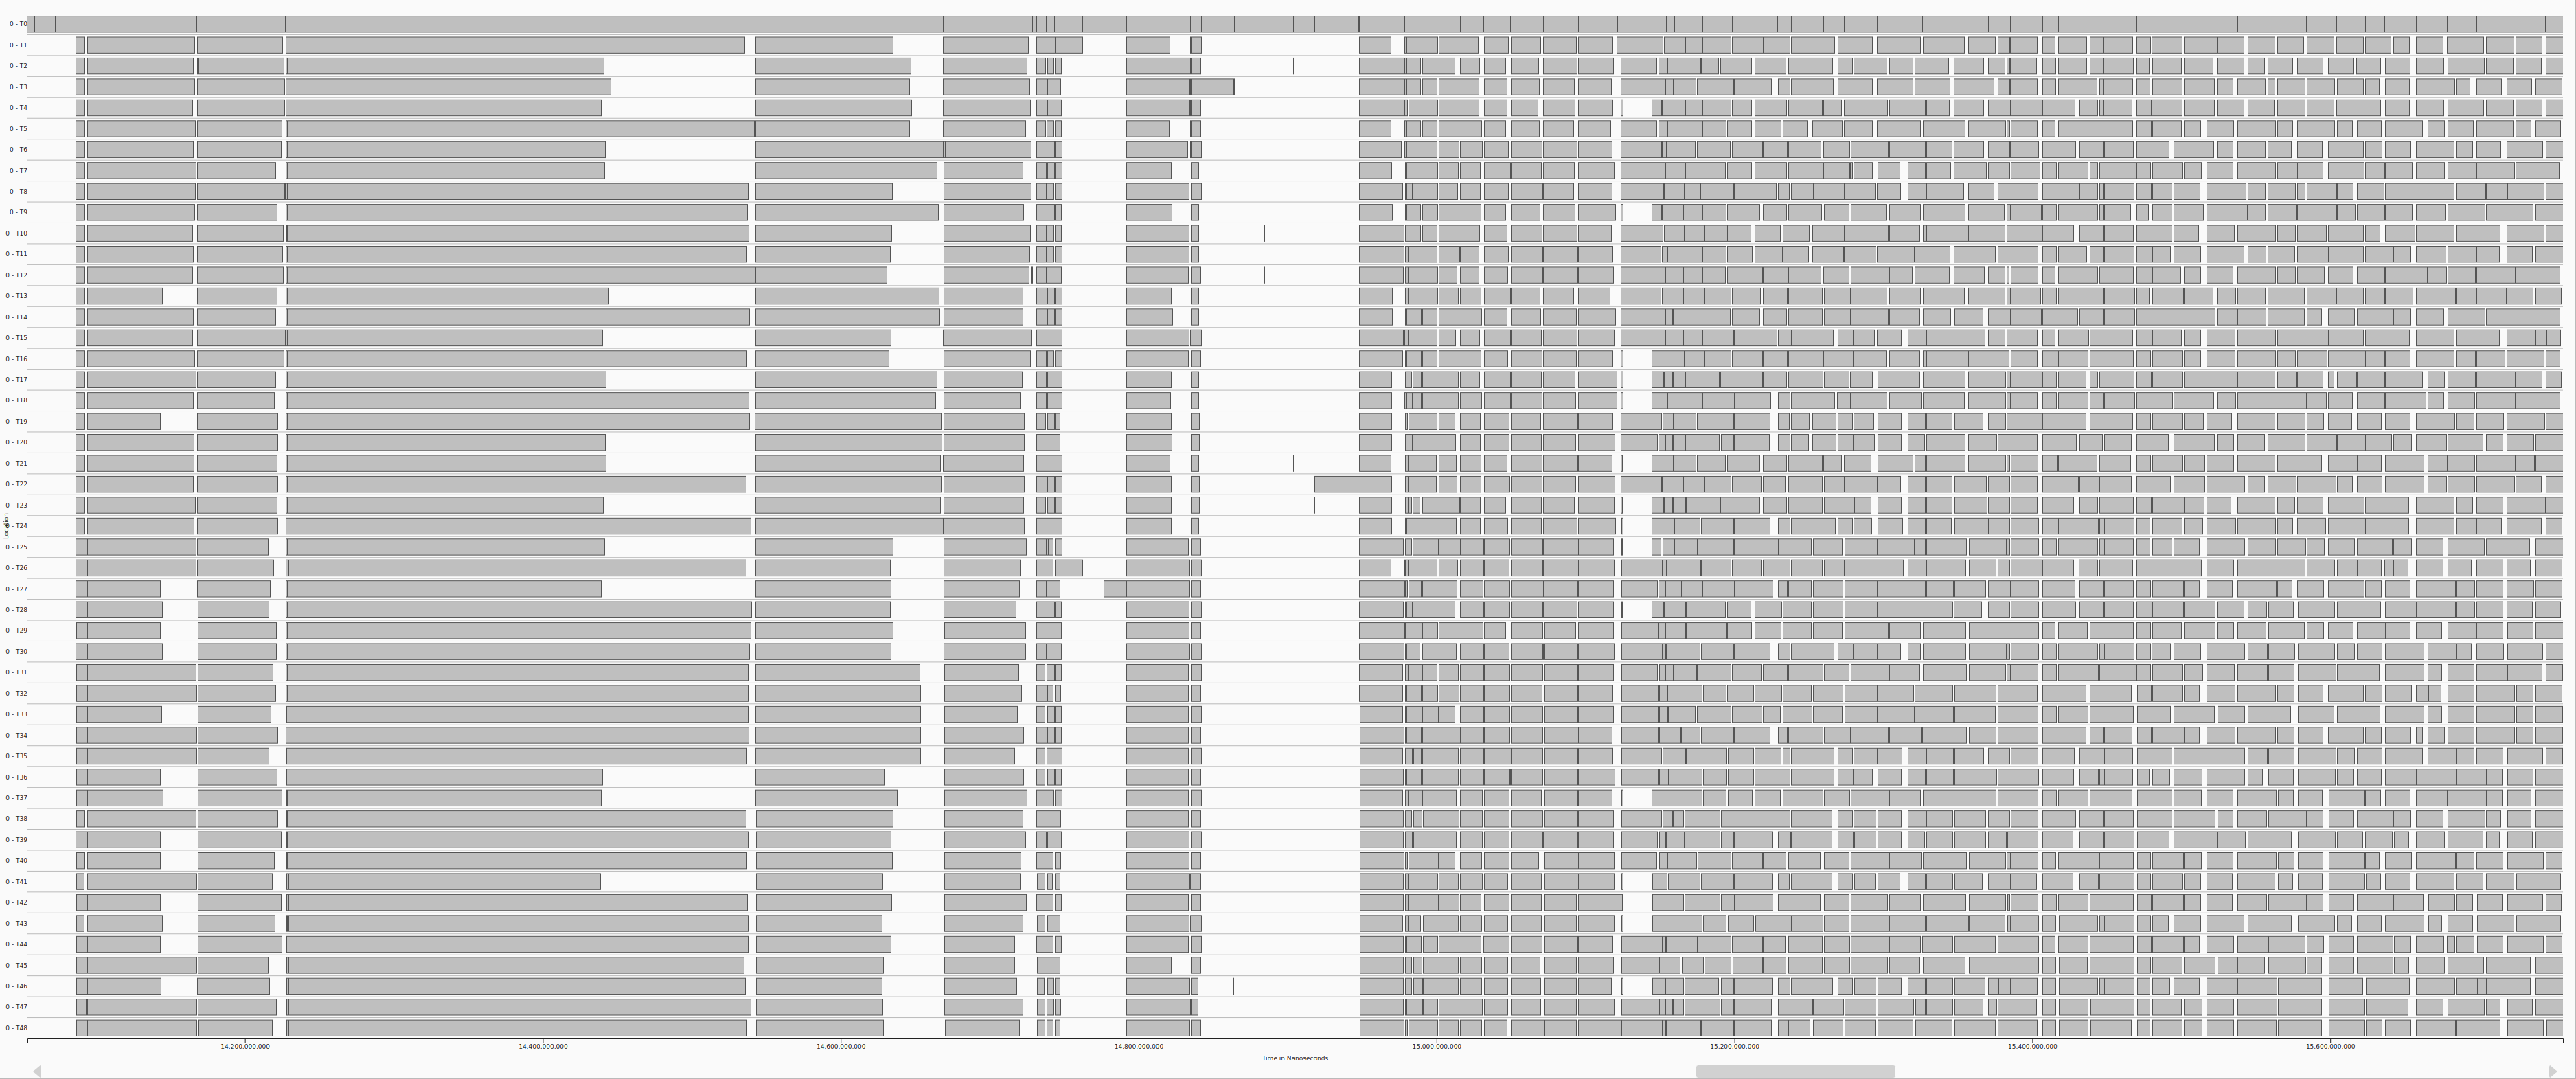 0 - T0
0 - T1
0 - T2
0 - T3
0 - T4
0 - T5
0 - T6
0 - T7
0 - T8
0 - T9
0 - T10
0 - T11
0 - T12
0 - T13
0 - T14
0 - T15
0 - T16
0 - T17
0 - T18
0 - T19
0 - T20
0 - T21
0 - T22
0 - T23
Location
0 - T24
0 - T25
0 - T26
0 - T27
0 - T28
0 - T29
0 - T30
0 - T31
0 - T32
0 - T33
0 - T34
0 - T35
0 - T36
0 - T37
0 - T38
0 - T39
0 - T40
0 - T41
0 - T42
0 - T43
0 - T44
0 - T45
0 - T46
0 - T47
0 - T48
14,200,000,000 14,400,000,000 14,600,000,000 14,800,000,000 15,000,000,000 15,200,000,000 15,400,000,000 15,600,000,000
Time in Nanoseconds